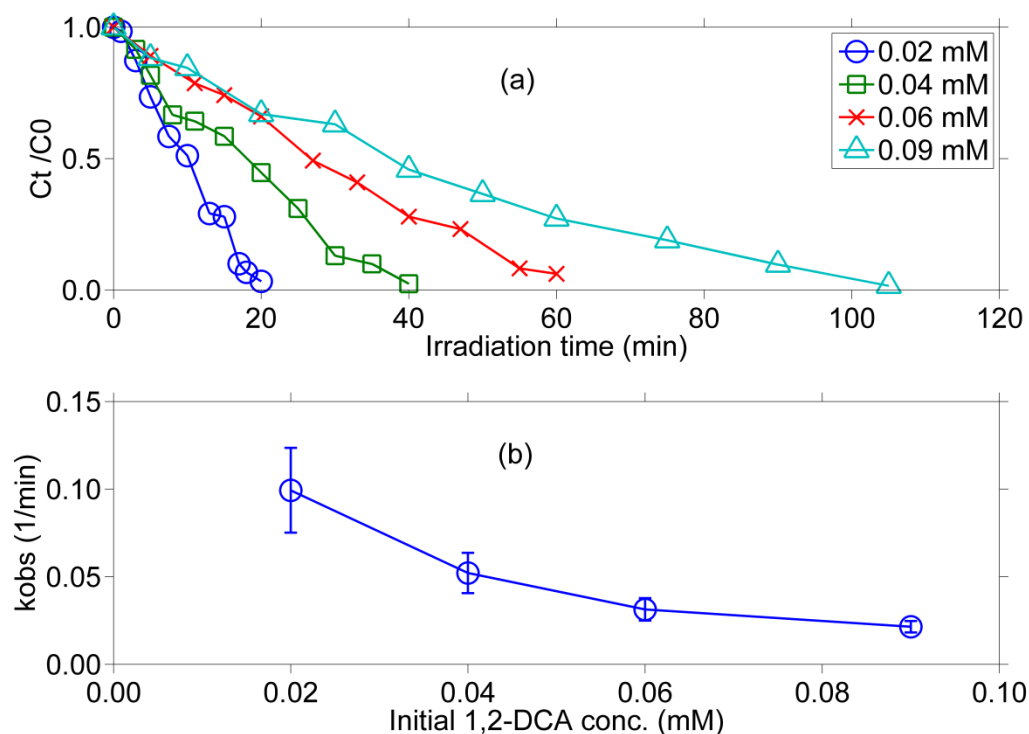 1.0
0.5
0.0
Ct /C0
(a)
0.02 mM
0.04 mM
0.06 mM
0.09 mM
0
20
40
60
80
100
120
Irradiation time (min)
0.15
0.10
0.05
0.00
kobs (1/min)
(b)
0.00
0.02
0.04
0.06
0.08
0.10
Initial 1,2-DCA conc. (mM)